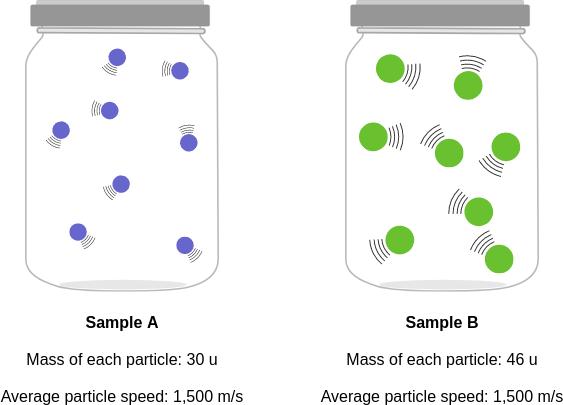 Sample A
Mass of each particle: 30 u
Average particle speed: 1,500 m/s
Sample B
Mass of each particle: 46 u
Average particle speed: 1,500 m/s